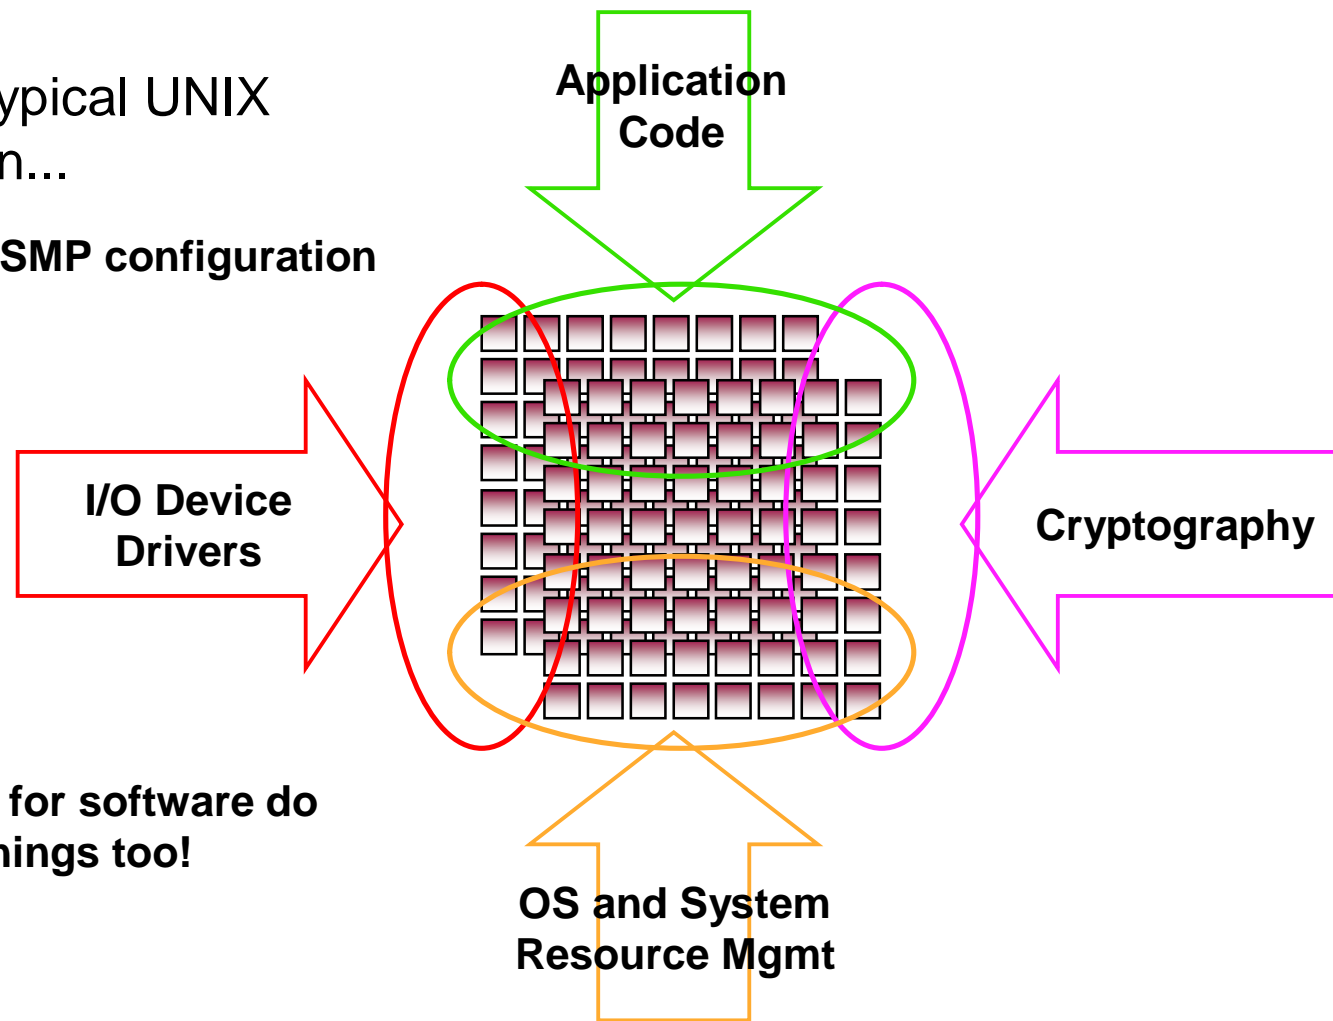 ypical UNIX
n...
SMP configuration
Application
Code
I/O Device
Drivers
Cryptography
for software do
nings too!
OS and System
Resource Mgmt